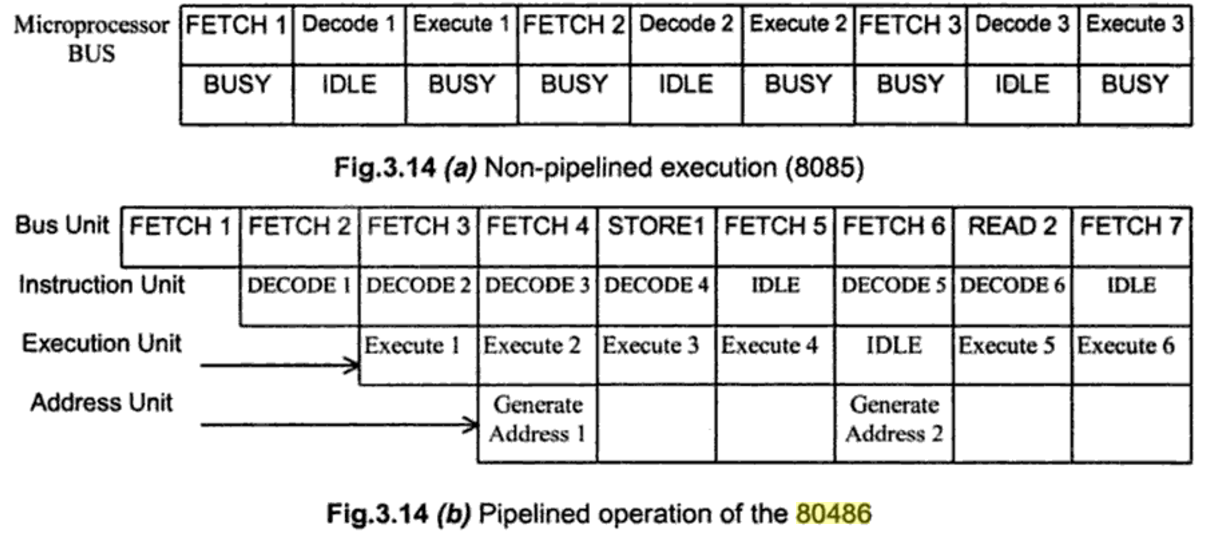 Microprocessor FETCH 1 Decode 1 Execute 1 FETCH 2 Decode 2 Execute 2 FETCH 3 Decode 3 Execute 3
BUS BUSY IDLE BUSY BUSY IDLE BUSY BUSY IDLE BUSY
Fig.3.14 (a) Non-pipelined execution (8085)
Bus Unit FETCH 1 FETCH 2 FETCH 3 FETCH 4 STORE1 FETCH 5 FETCH 6 READ 2 FETCH 7
Instruction Unit DECODE 1 DECODE 2 DECODE 3 DECODE 4 IDLE DECODE 5 DECODE 6 IDLE
Execution Unit Execute 1 Execute 2 Execute 3 Execute 4 IDLE Execute 5 Execute 6
Address Unit Generate Address 1 Generate Address 2
Fig.3.14 (b) Pipelined operation of the 80486